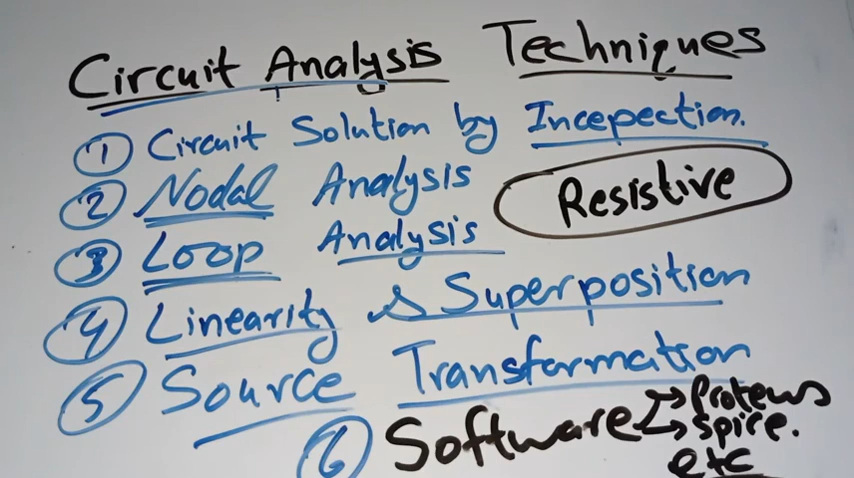 Circuit Analysis Techniques
① Circuit Solution by Incepection.
② Nodal Analysis
Resistive
③ Loop Analysis
④ Linearity & Superposition
⑤ Source Transformation
⑥ Software → Proteus
→ Spice.
etc